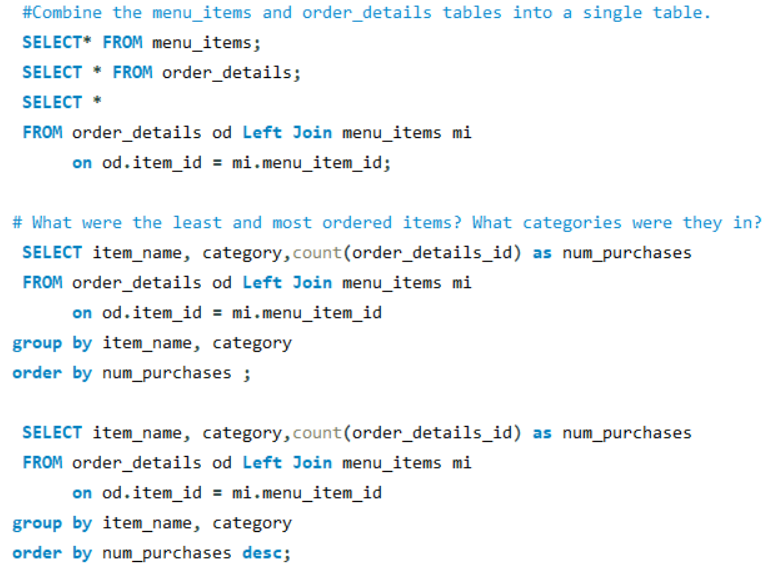 #Combine the menu_items and order_details tables into a single table.
SELECT* FROM menu_items;
SELECT * FROM order_details;
SELECT *
FROM order_details od Left Join menu_items mi
on od.item_id = mi.menu_item_id;
# What were the least and most ordered items? What categories were they in?
SELECT item_name, category,count(order_details_id) as num_purchases
FROM order_details od Left Join menu_items mi
on od.item_id = mi.menu_item_id
group by item_name, category
order by num_purchases ;
SELECT item_name, category,count(order_details_id) as num_purchases
FROM order_details od Left Join menu_items mi
on od.item_id = mi.menu_item_id
group by item_name, category
order by num_purchases desc;